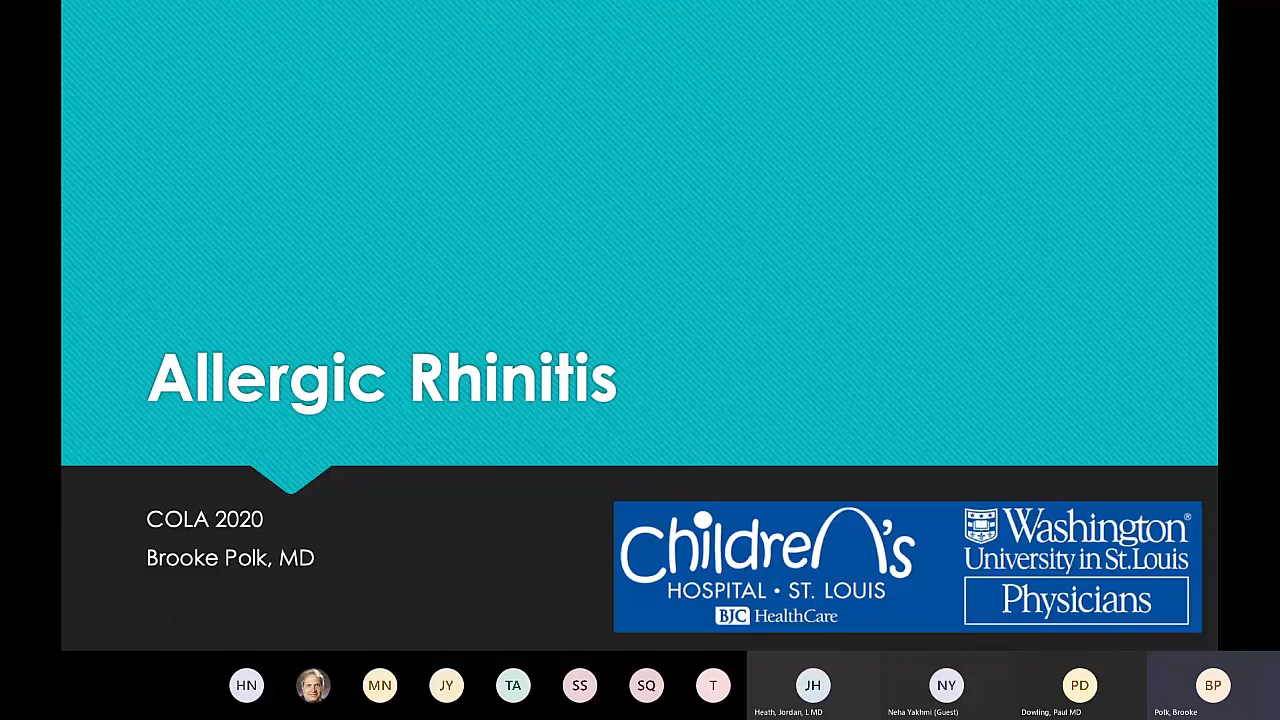 Allergic Rhinitis
COLA 2020
Brooke Polk, MD
Children's
HOSPITAL • ST. LOUIS
BJC HealthCare
Washington®
University in St. Louis
Physicians
HN MN JY TA SS SQ T JH NY PD BP
Heath, Jordan, L MD Neha Yakhmi (Guest) Dowling, Paul MD Polk, Brooke